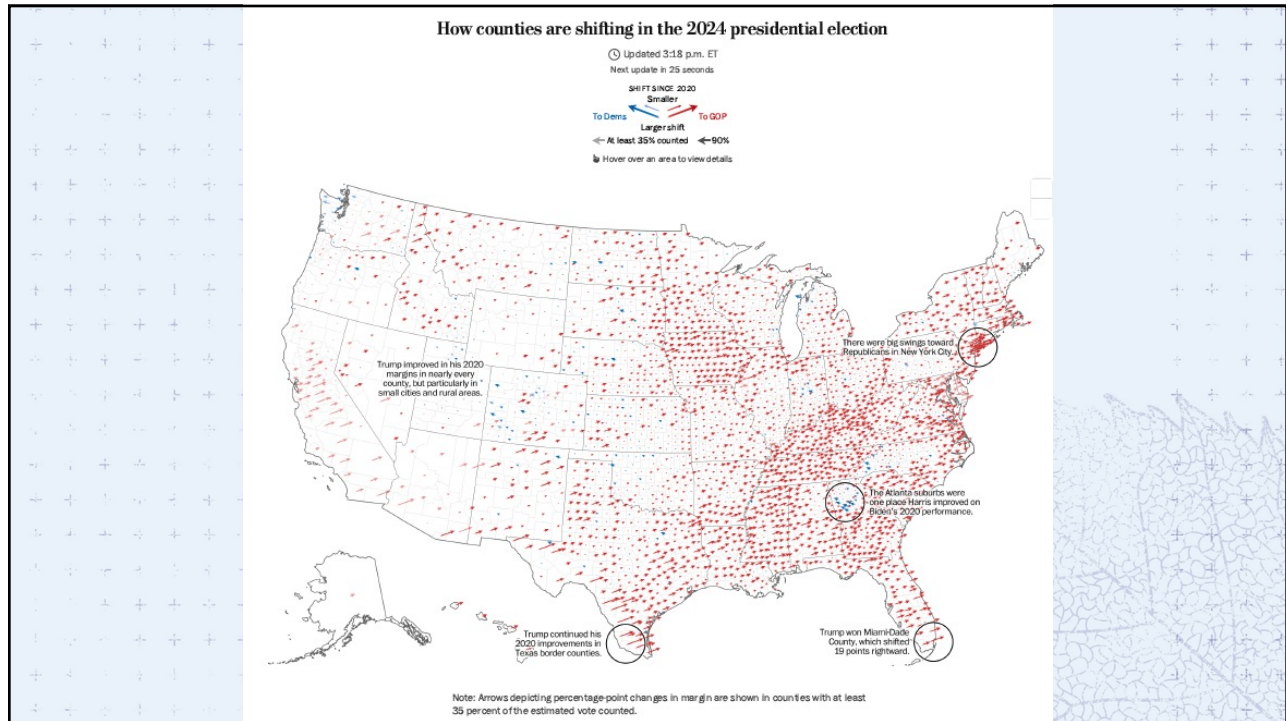 How counties are shifting in the 2024 presidential election
Updated 3:18 p.m. ET
Next update in 25 seconds
SHIFT SINCE 2020
Smaller
To Dems
To GOP
Larger shift
At least 35% counted
90%
Hover over an area to view details
There were big swings toward
Republicans in New York City.
Trump improved in his 2020
margins in nearly every
county, but particularly in
small cities and rural areas.
The Atlanta suburbs were
one place Harris improved on
Biden's 2020 performance.
Trump continued his
2020 improvements in
Texas border counties.
Trump won Miami-Dade
County, which shifted
19 points rightward.
Note: Arrows depicting percentage-point changes in margin are shown in counties with at least
35 percent of the estimated vote counted.